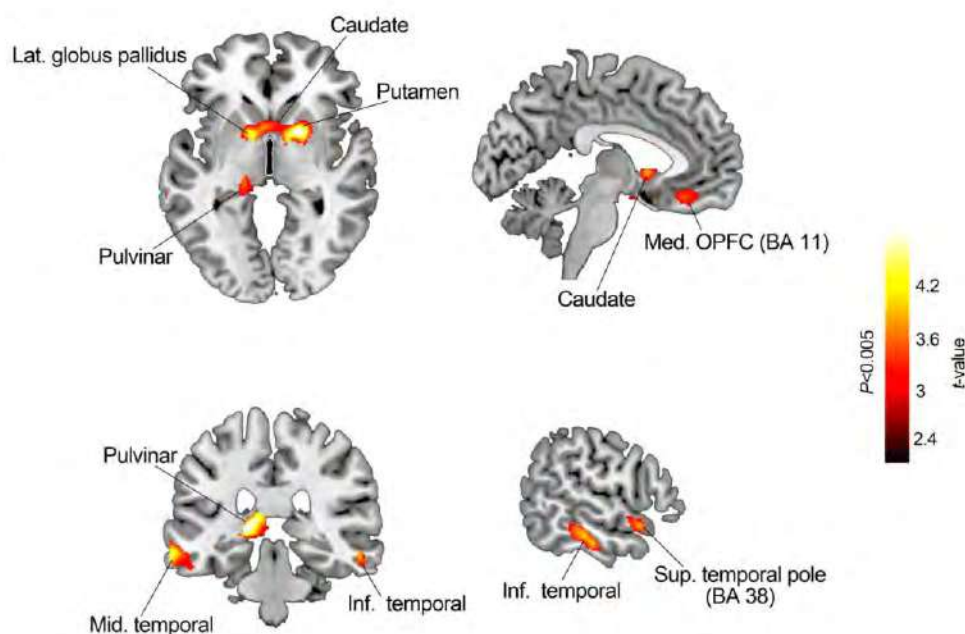 Caudate
Lat. globus pallidus
Putamen
Pulvinar
Med. OPFC (BA 11)
Caudate
4.2
3.6
3
2.4
P<0.005
t-value
Pulvinar
Mid. temporal
Inf. temporal
Inf. temporal
Sup. temporal pole
(BA 38)